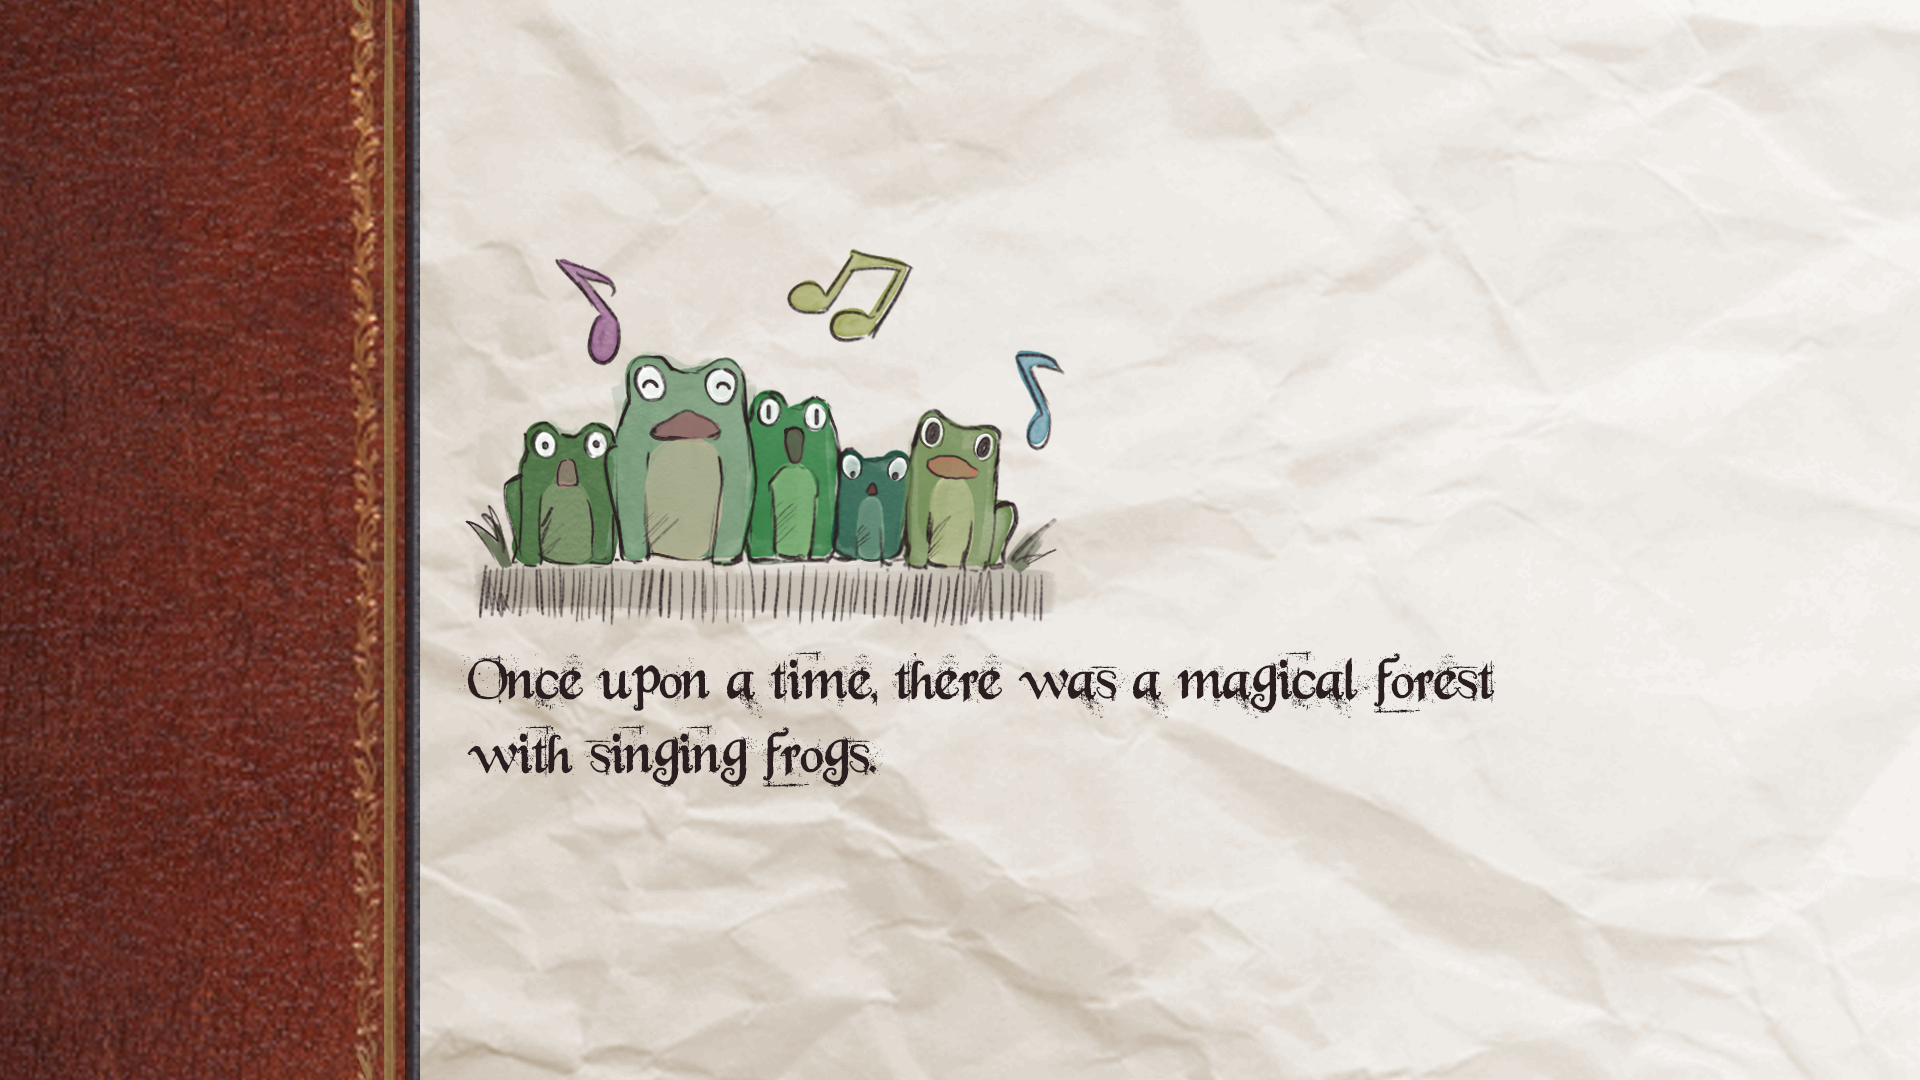 Once upon a time, there was a magical forest
with singing frogs.